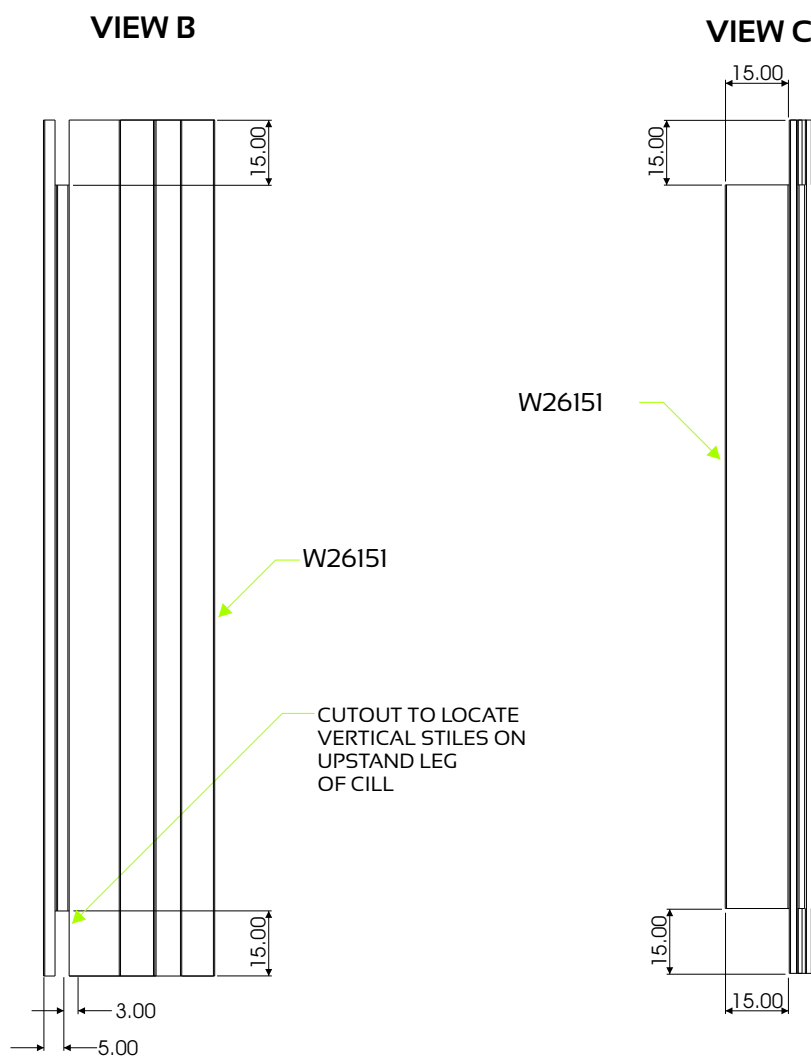 VIEW B
VIEW C
15.00
15.00
15.00
W26151
W26151
CUTOUT TO LOCATE
VERTICAL STILES ON
UPSTAND LEG
OF CILL
15.00
15.00
15.00
3.00
5.00